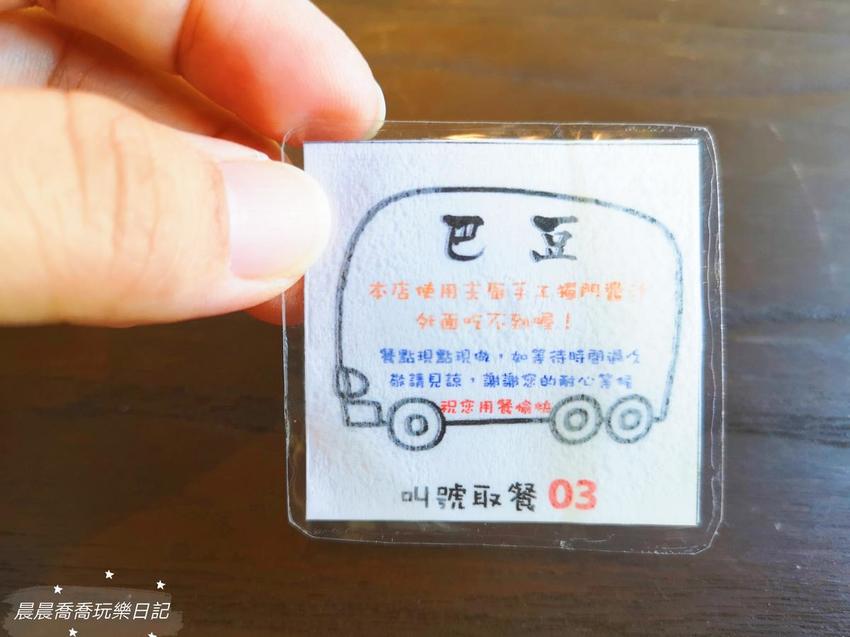 巴豆
本店使用主廚手工獨門醬汁
外面吃不到喔！
餐點現點現做，如等待時間過久
敬請見諒，謝謝您的耐心等候
祝您用餐愉快
叫號取餐 03
晨晨喬喬玩樂日記